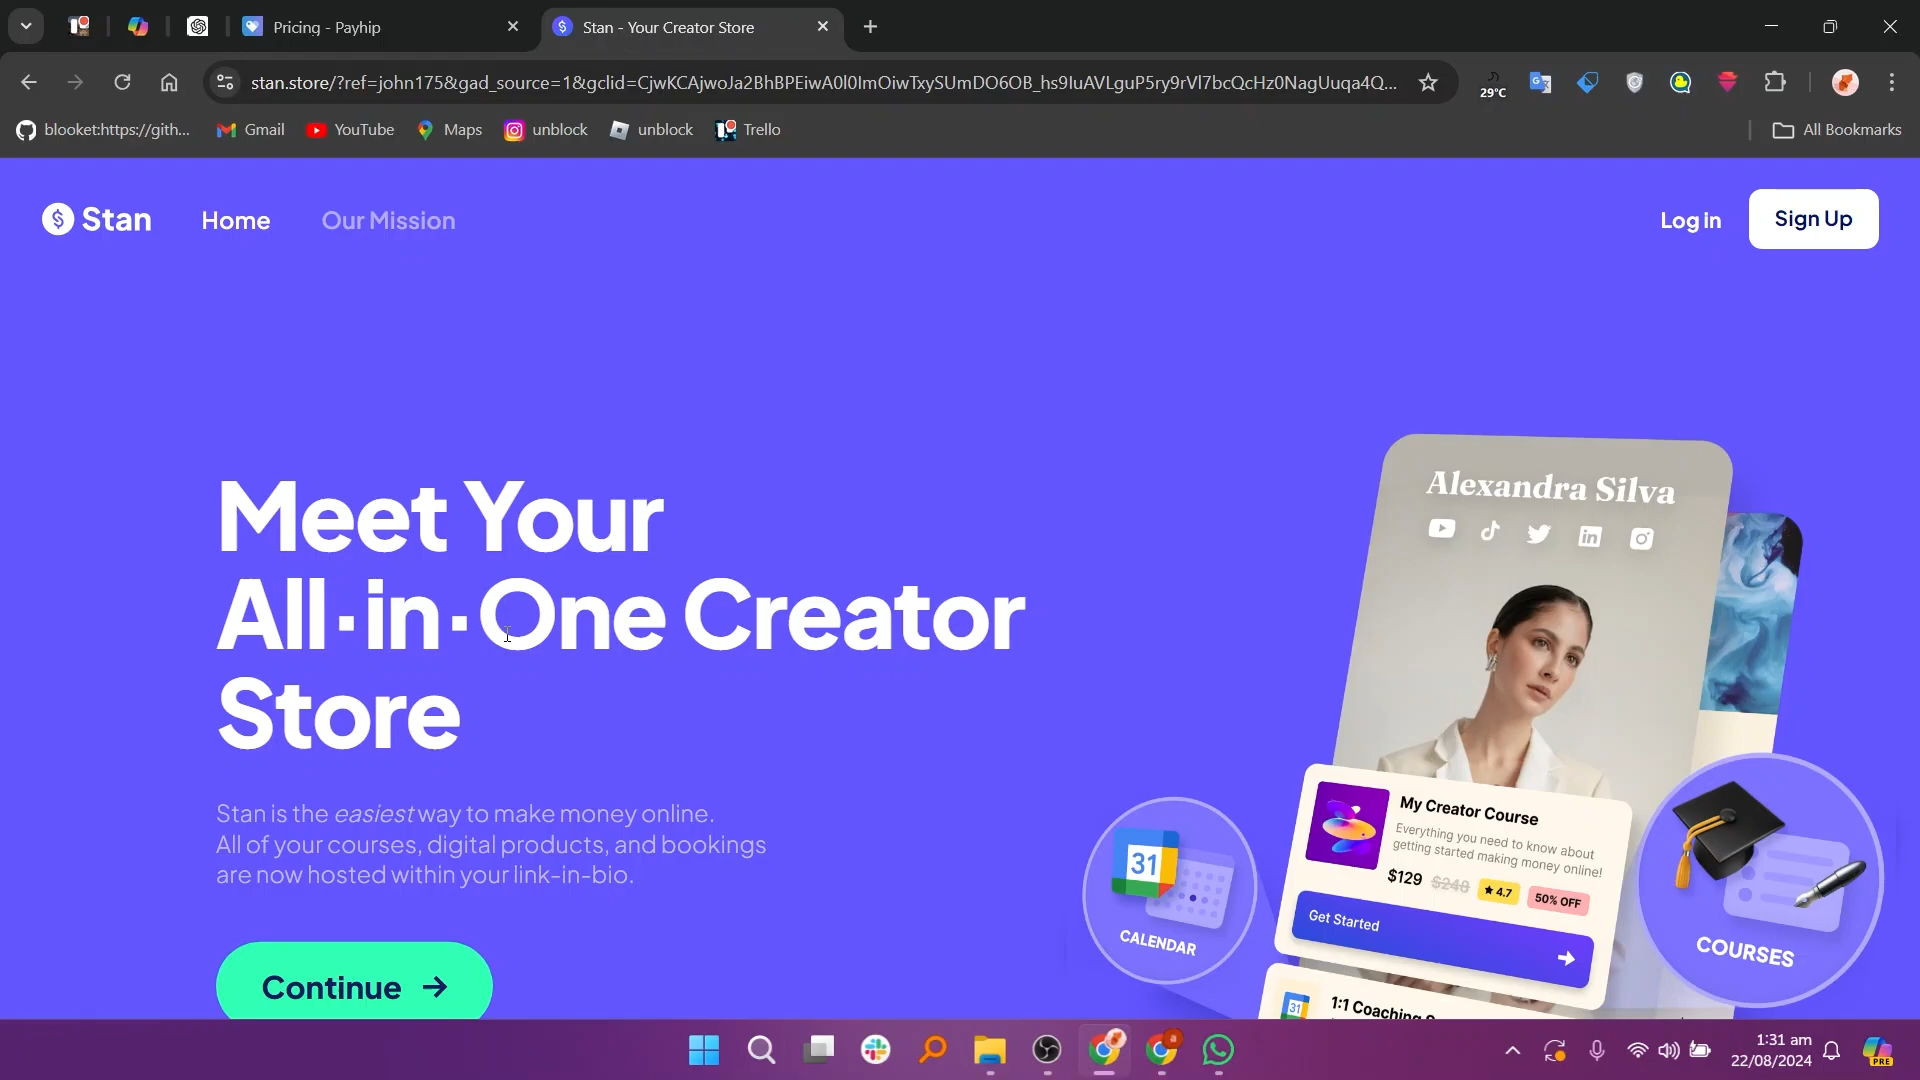 Pricing - Payhip
Stan - Your Creator Store
stan.store/?ref=john175&gad_source=1&gclid=CjwKCAjwoJa2BhBPEiwA0l0ImOiwTxySUmDO6OB_hs9IuAVLguP5ry9rVl7bcQcHz0NagUuqa4Q...
29°C
blooket:https://gith...
Gmail
YouTube
Maps
unblock
unblock
Trello
All Bookmarks
Stan
Home
Our Mission
Log in
Sign Up
Meet Your
All·in·One Creator
Store
Stan is the easiest way to make money online.
All of your courses, digital products, and bookings
are now hosted within your link-in-bio.
Continue
Alexandra Silva
in
My Creator Course
Everything you need to know about
getting started making money online!
$129 $248 ★ 4.7 50% OFF
Get Started
31
CALENDAR
COURSES
31
1:1 Coaching
1:31 am
22/08/2024
PRE